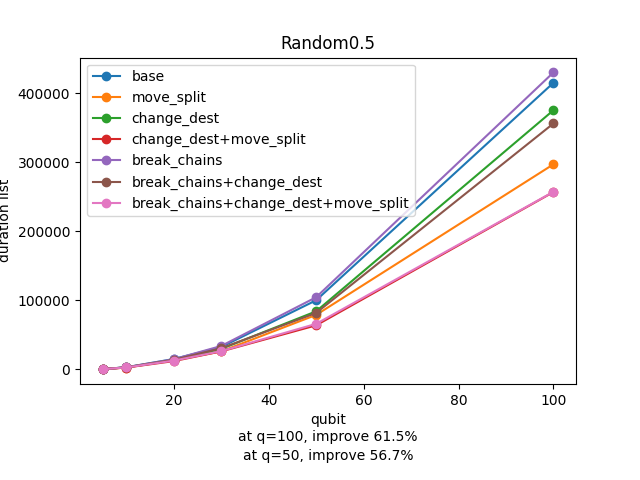 Random0.5
base
move_split
change_dest
change_dest+move_split
break_chains
break_chains+change_dest
break_chains+change_dest+move_split
duration list
400000
300000
200000
100000
0
20
40
60
80
100
qubit
at q=100, improve 61.5%
at q=50, improve 56.7%